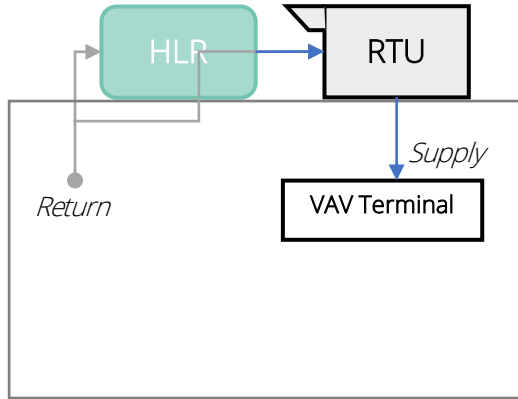 HLR
RTU
Supply
Return
VAV Terminal